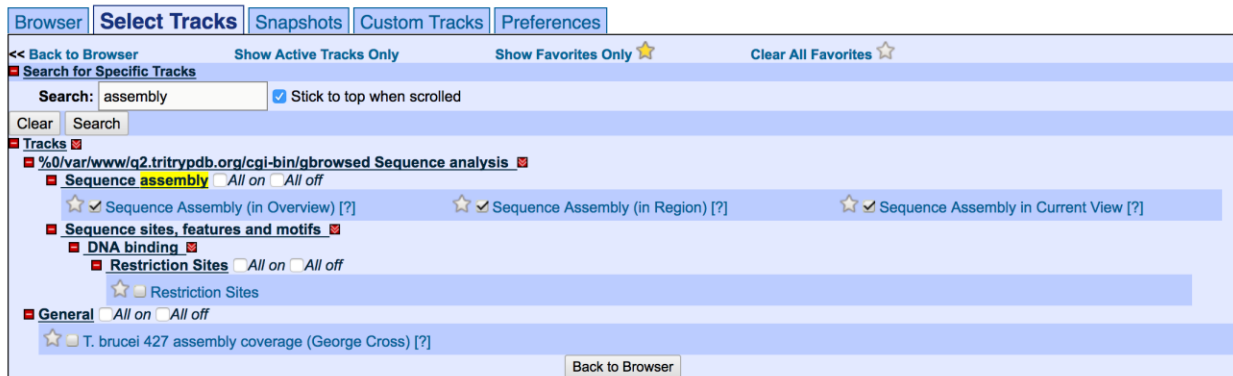 Browser Select Tracks Snapshots Custom Tracks Preferences
<< Back to Browser Show Active Tracks Only Show Favorites Only Clear All Favorites
Search for Specific Tracks
Search: assembly Stick to top when scrolled
Clear Search
Tracks
%0/var/www/q2.tritrypdb.org/cgi-bin/gbrowsed Sequence analysis
Sequence assembly All on All off
Sequence Assembly (in Overview) [?] Sequence Assembly (in Region) [?] Sequence Assembly in Current View [?]
Sequence sites, features and motifs
DNA binding
Restriction Sites All on All off
Restriction Sites
General All on All off
T. brucei 427 assembly coverage (George Cross) [?]
Back to Browser